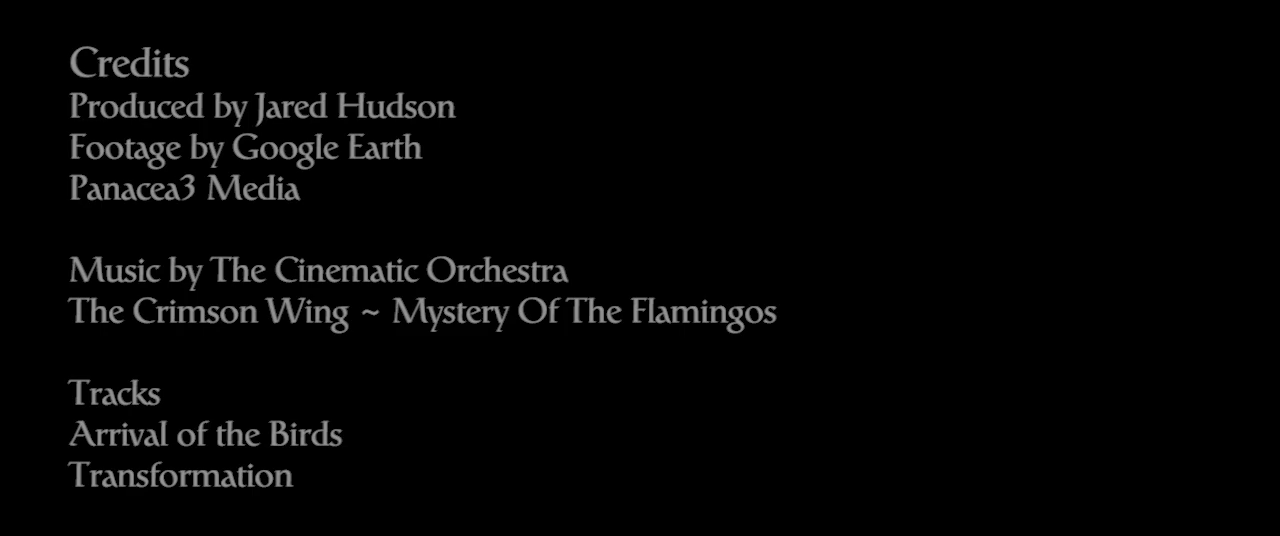 Credits
Produced by Jared Hudson
Footage by Google Earth
Panacea3 Media
Music by The Cinematic Orchestra
The Crimson Wing ~ Mystery Of The Flamingos
Tracks
Arrival of the Birds
Transformation